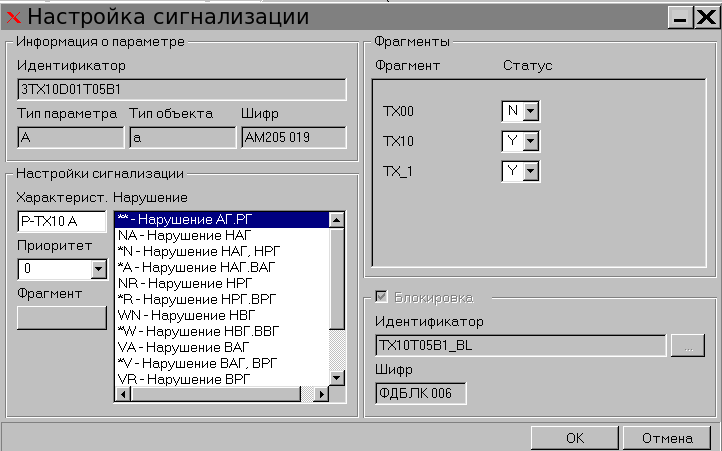 Настройка сигнализации
Информация о параметре
Идентификатор
3TX10D01T05B1
Тип параметра Тип объекта Шифр
A a AM205 019
Настройки сигнализации
Характерист. Нарушение
P-TX10 A
Приоритет
0
Фрагмент
** - Нарушение АГ.РГ
NA - Нарушение НАГ
*N - Нарушение НАГ, НРГ
*A - Нарушение НАГ.ВАГ
NR - Нарушение НРГ
*R - Нарушение НРГ.ВРГ
WN - Нарушение НВГ
*W - Нарушение НВГ.ВВГ
VA - Нарушение ВАГ
*V - Нарушение ВАГ, ВРГ
VR - Нарушение ВРГ
Фрагменты
Фрагмент Статус
TX00 N
TX10 Y
TX_1 Y
Блокировка
Идентификатор
TX10T05B1_BL ...
Шифр
ФДБЛК 006
OK Отмена